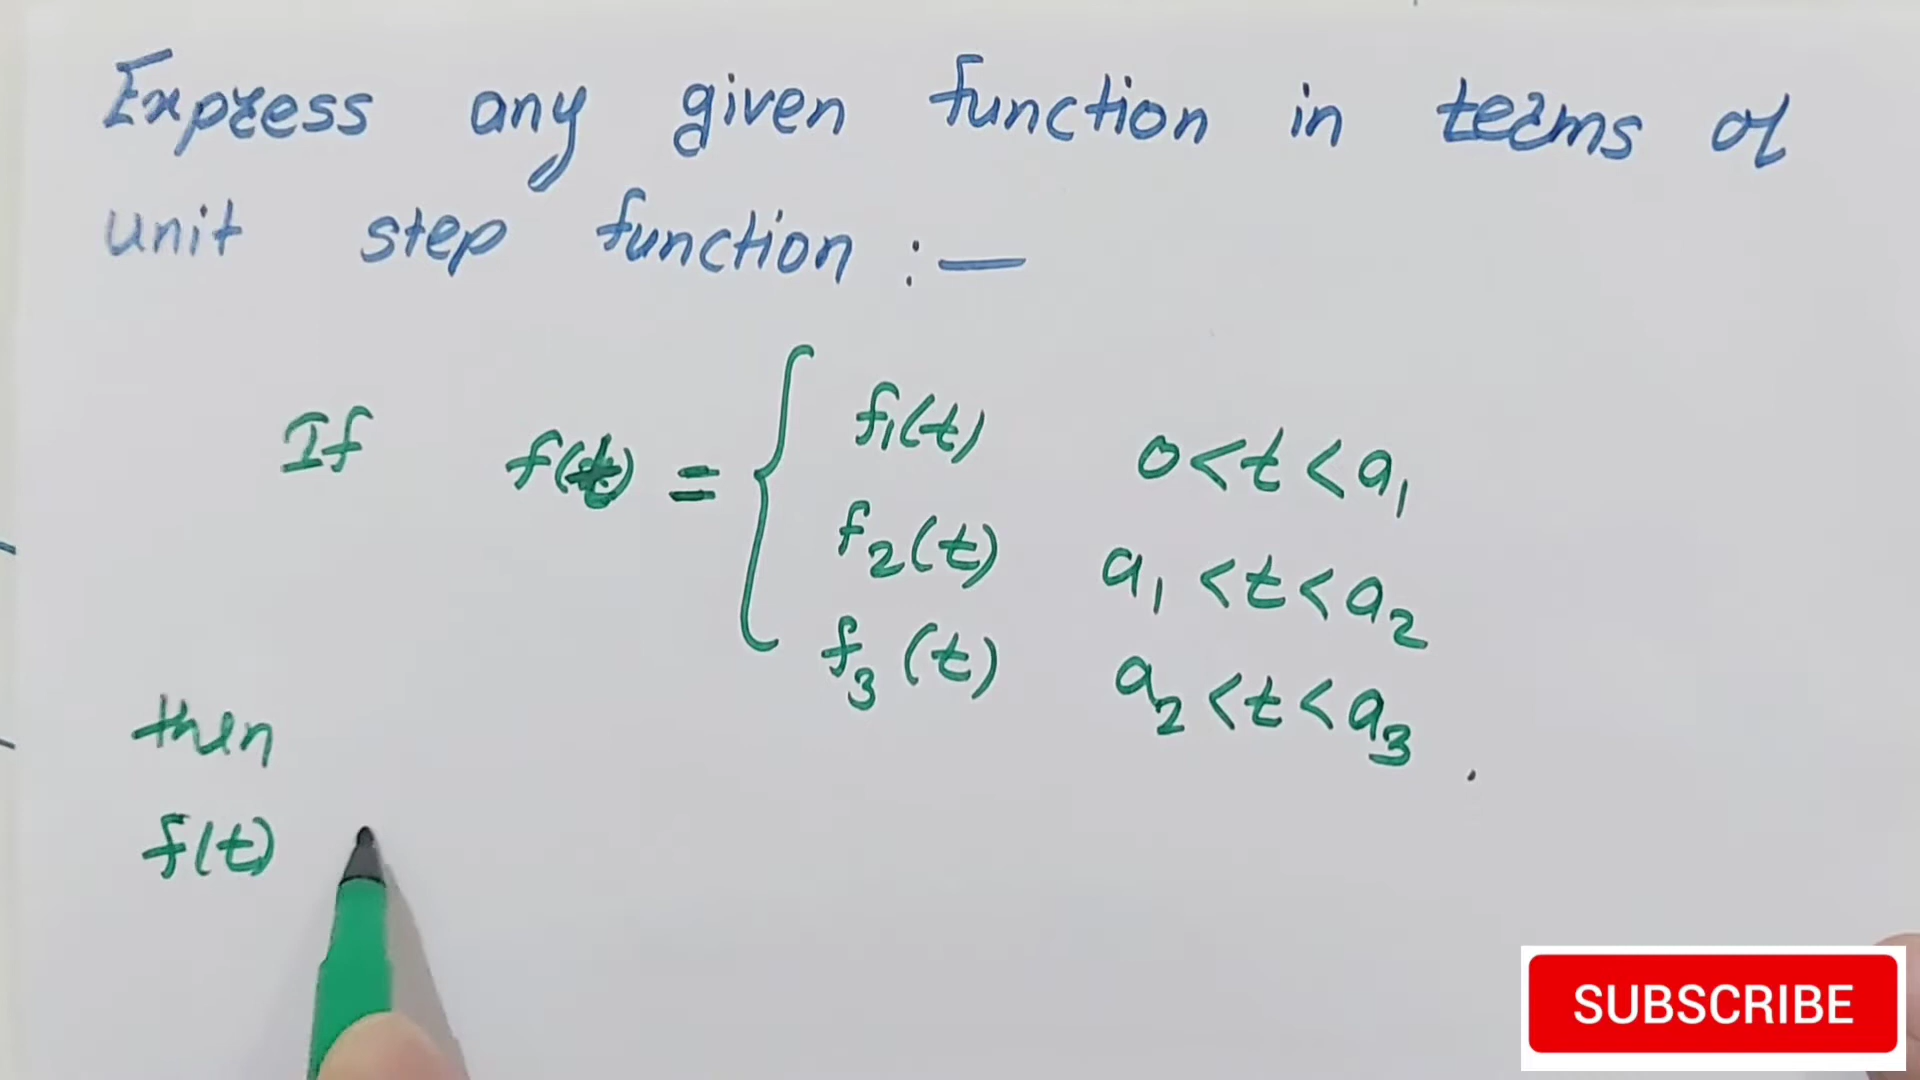 Express any given function in terms of
unit step function :—
If f(t) = { f₁(t) 0<t<a₁
f₂(t) a₁<t<a₂
f₃(t) a₂<t<a₃ .
then
f(t)
SUBSCRIBE